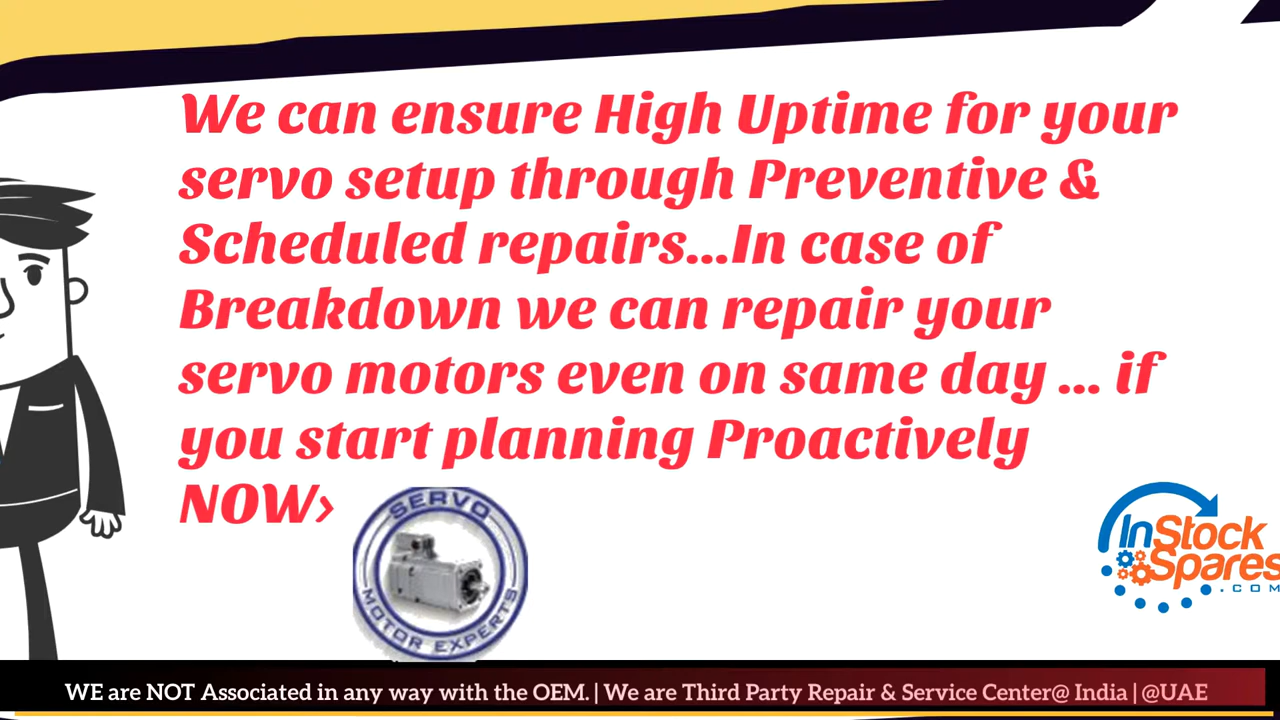 We can ensure High Uptime for your
servo setup through Preventive &
Scheduled repairs...In case of
Breakdown we can repair your
servo motors even on same day ... if
you start planning Proactively
NOW>
SERVO
MOTOR EXPERTS
InStock
Spares
.COM
WE are NOT Associated in any way with the OEM. | We are Third Party Repair & Service Center@ India | @UAE